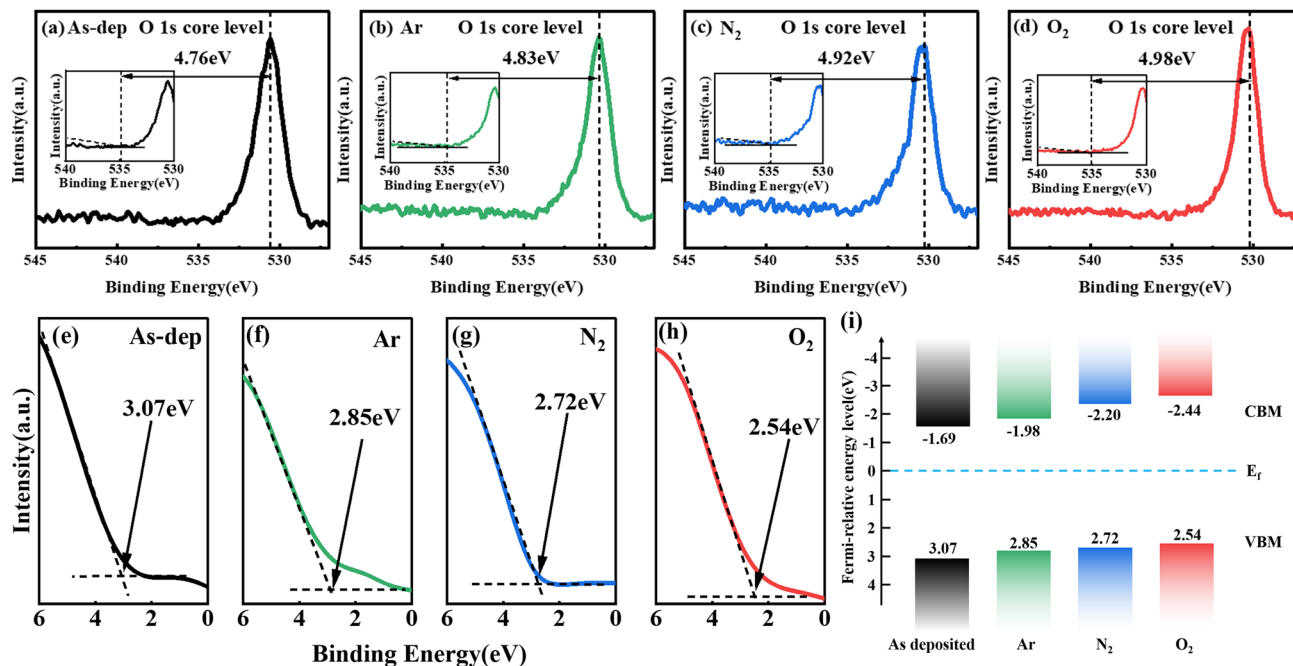 (a) As-dep O 1s core level
4.76eV
Intensity(a.u.)
Intensity(a.u.)
540 535 530
Binding Energy(eV)
545 540 535 530
Binding Energy(eV)
(b) Ar O 1s core level
4.83eV
Intensity(a.u.)
Intensity(a.u.)
540 535 530
Binding Energy(eV)
545 540 535 530
Binding Energy(eV)
(c) N₂ O 1s core level
4.92eV
Intensity(a.u.)
Intensity(a.u.)
540 535 530
Binding Energy(eV)
545 540 535 530
Binding Energy(eV)
(d) O₂ O 1s core level
4.98eV
Intensity(a.u.)
Intensity(a.u.)
540 535 530
Binding Energy(eV)
545 540 535 530
Binding Energy(eV)
(e) As-dep
3.07eV
Intensity(a.u.)
6 4 2 0
(f) Ar
2.85eV
6 4 2 0
(g) N₂
2.72eV
6 4 2 0
(h) O₂
2.54eV
6 4 2 0
Binding Energy(eV)
(i)
Fermi-relative energy level(eV)
-4
-3
-2
-1
0
1
2
3
4
-1.69 -1.98 -2.20 -2.44
CBM
E_f
VBM
3.07 2.85 2.72 2.54
As deposited Ar N₂ O₂